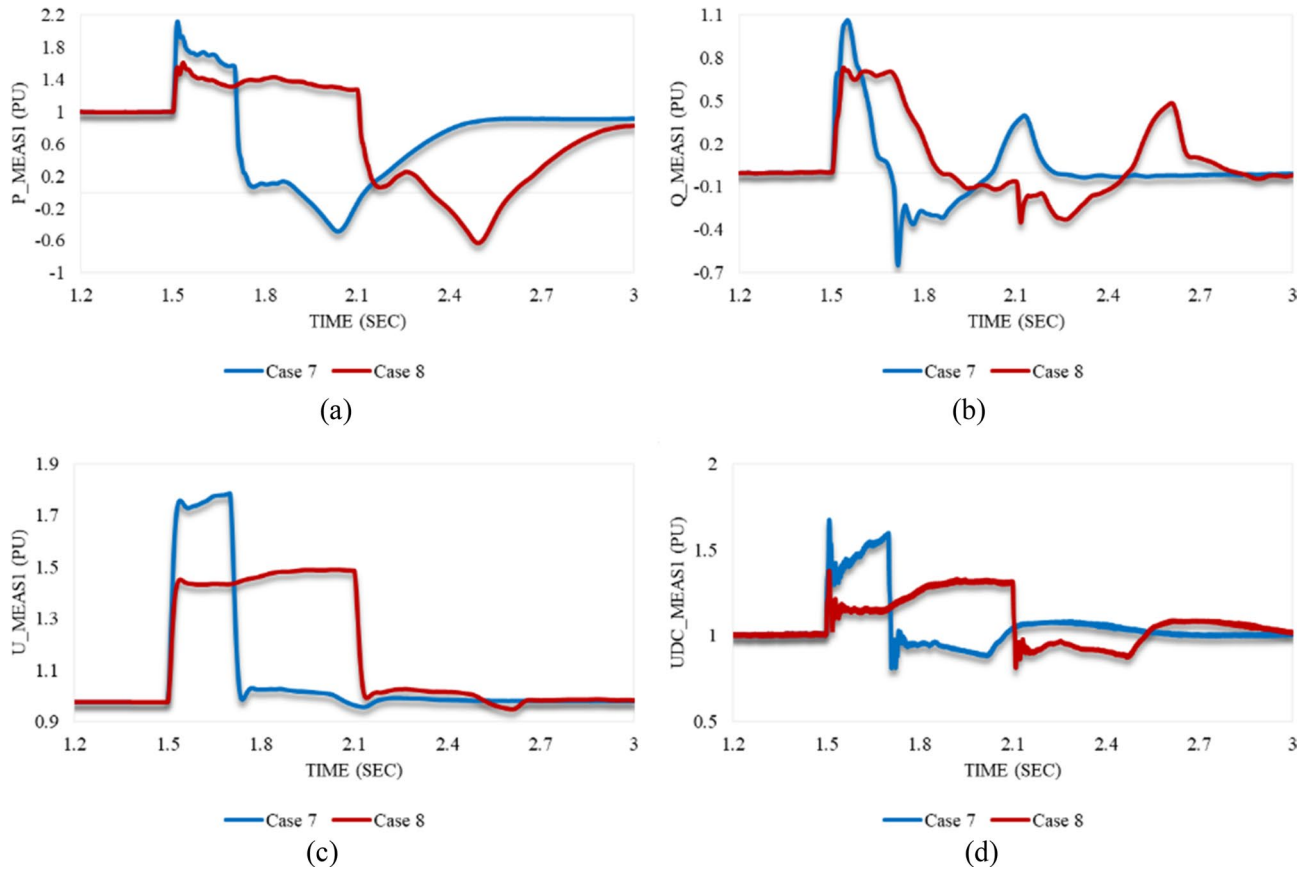 2.2
1.8
1.4
1
0.6
0.2
-0.2
-0.6
-1
P_MEAS1 (PU)
1.2 1.5 1.8 2.1 2.4 2.7 3
TIME (SEC)
Case 7 Case 8
(a)
1.1
0.8
0.5
0.2
-0.1
-0.4
-0.7
Q_MEAS1 (PU)
1.2 1.5 1.8 2.1 2.4 2.7 3
TIME (SEC)
Case 7 Case 8
(b)
1.9
1.7
1.5
1.3
1.1
0.9
U_MEAS1 (PU)
1.2 1.5 1.8 2.1 2.4 2.7 3
TIME (SEC)
Case 7 Case 8
(c)
2
1.5
1
0.5
UDC_MEAS1 (PU)
1.2 1.5 1.8 2.1 2.4 2.7 3
TIME (SEC)
Case 7 Case 8
(d)